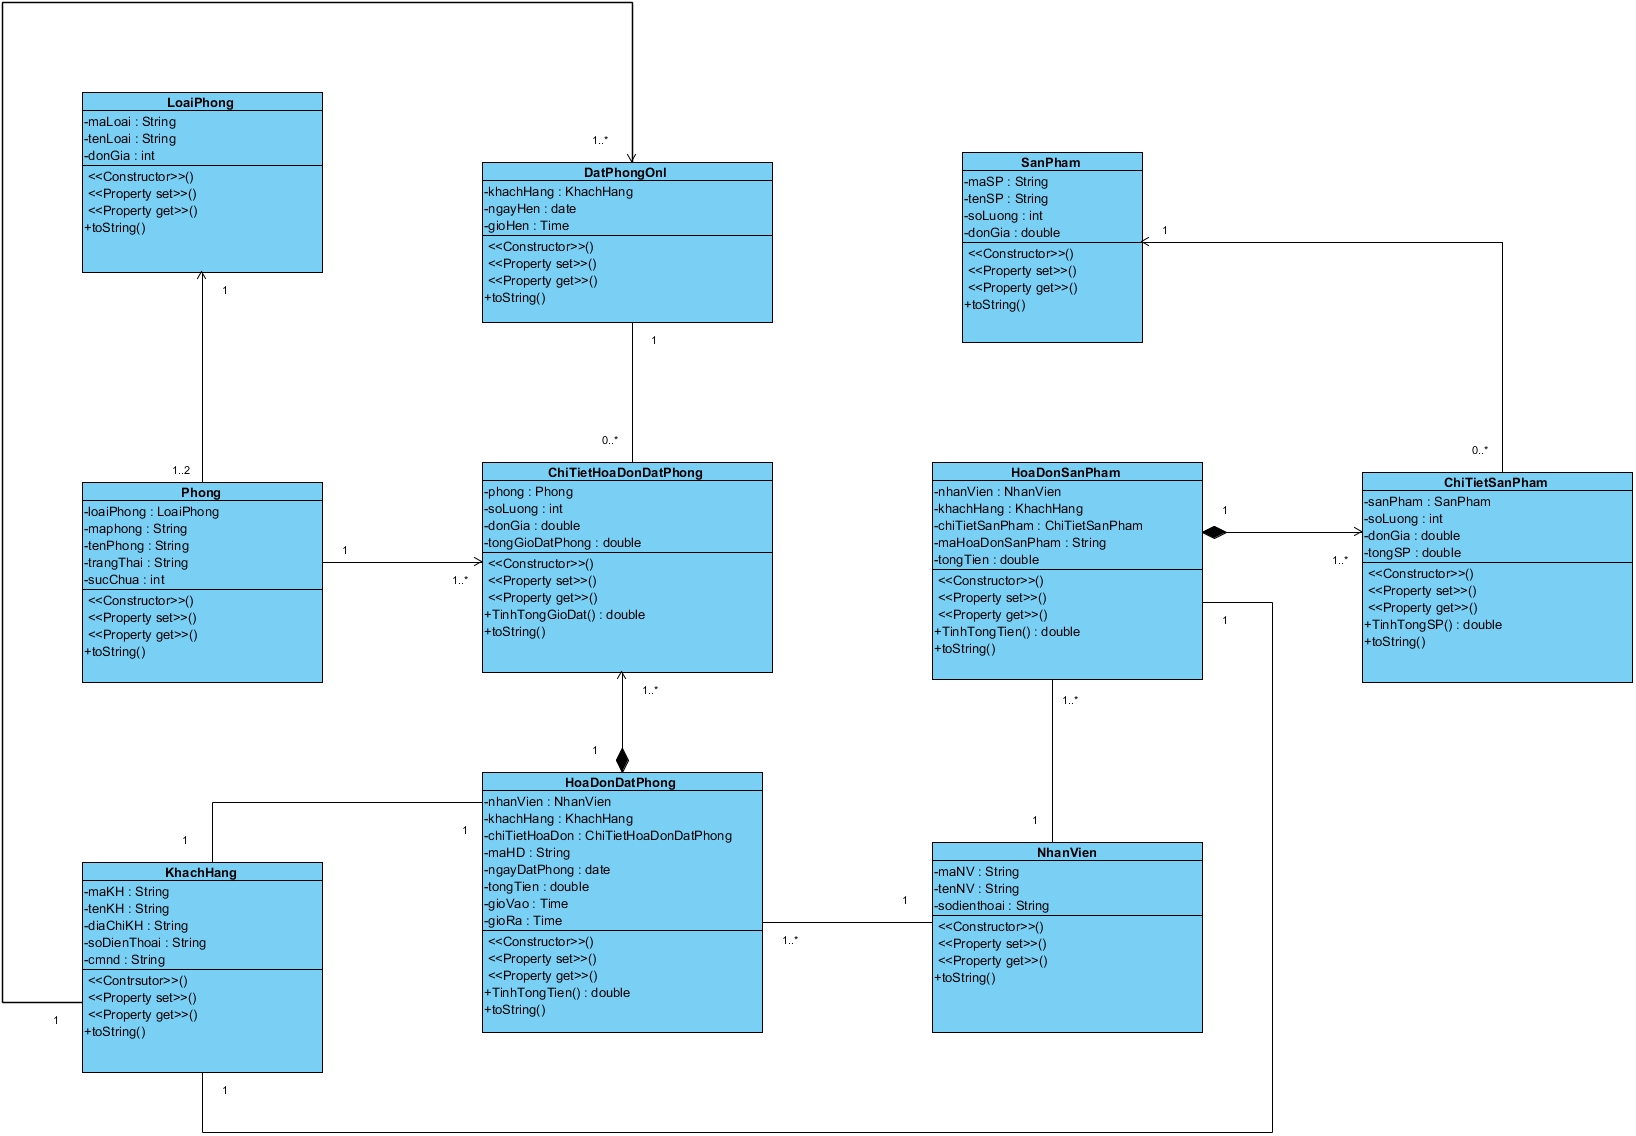 LoaiPhong
-maLoai : String
-tenLoai : String
-donGia : int
<<Constructor>>()
<<Property set>>()
<<Property get>>()
+toString()
1
1..2
Phong
-loaiPhong : LoaiPhong
-maphong : String
-tenPhong : String
-trangThai : String
-sucChua : int
<<Constructor>>()
<<Property set>>()
<<Property get>>()
+toString()
1
1..*
1..*
DatPhongOnl
-khachHang : KhachHang
-ngayHen : date
-gioHen : Time
<<Constructor>>()
<<Property set>>()
<<Property get>>()
+toString()
1
0..*
ChiTietHoaDonDatPhong
-phong : Phong
-soLuong : int
-donGia : double
-tongGioDatPhong : double
<<Constructor>>()
<<Property set>>()
<<Property get>>()
+TinhTongGioDat() : double
+toString()
1..*
1
SanPham
-maSP : String
-tenSP : String
-soLuong : int
-donGia : double
<<Constructor>>()
<<Property set>>()
<<Property get>>()
+toString()
1
0..*
HoaDonSanPham
-nhanVien : NhanVien
-khachHang : KhachHang
-chiTietSanPham : ChiTietSanPham
-maHoaDonSanPham : String
-tongTien : double
<<Constructor>>()
<<Property set>>()
<<Property get>>()
+TinhTongTien() : double
+toString()
1
1..*
1
1..*
1
ChiTietSanPham
-sanPham : SanPham
-soLuong : int
-donGia : double
-tongSP : double
<<Constructor>>()
<<Property set>>()
<<Property get>>()
+TinhTongSP() : double
+toString()
KhachHang
-maKH : String
-tenKH : String
-diaChiKH : String
-soDienThoai : String
-cmnd : String
<<Contrsutor>>()
<<Property set>>()
<<Property get>>()
+toString()
1
1
1
1
HoaDonDatPhong
-nhanVien : NhanVien
-khachHang : KhachHang
-chiTietHoaDon : ChiTietHoaDonDatPhong
-maHD : String
-ngayDatPhong : date
-tongTien : double
-gioVao : Time
-gioRa : Time
<<Constructor>>()
<<Property set>>()
<<Property get>>()
+TinhTongTien() : double
+toString()
1..*
1
NhanVien
-maNV : String
-tenNV : String
-sodienthoai : String
<<Constructor>>()
<<Property set>>()
<<Property get>>()
+toString()